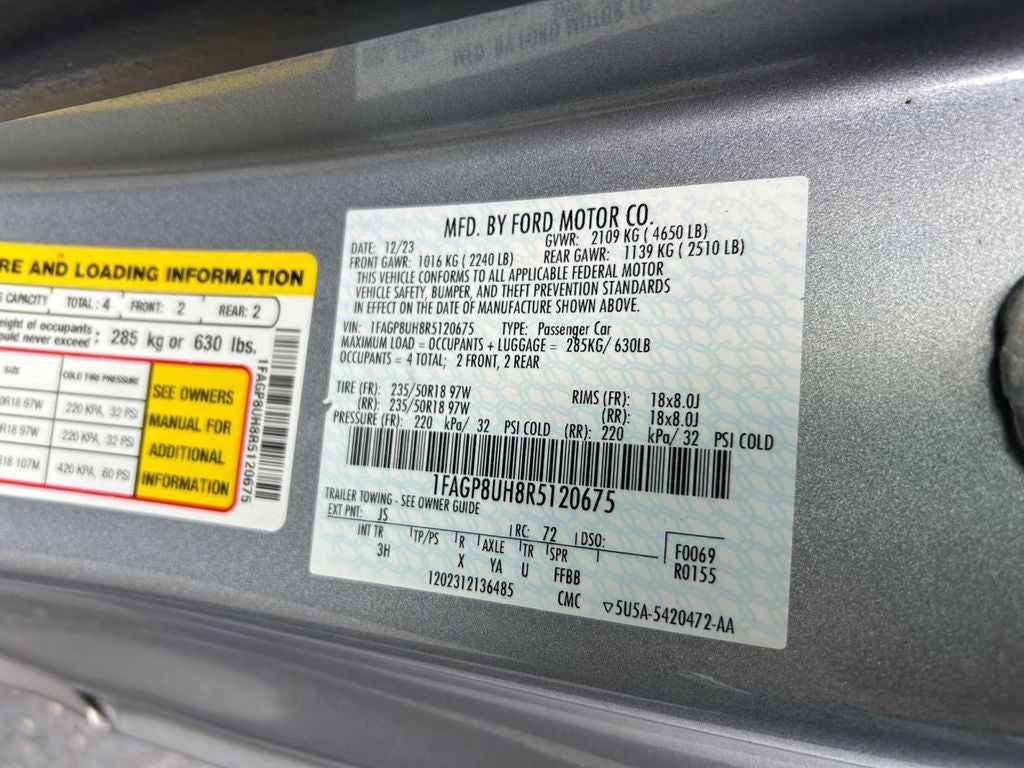 MFD. BY FORD MOTOR CO.
RE AND LOADING INFORMATION
S CAPACITY TOTAL: 4 FRONT: 2 REAR: 2
eight of occupants
ould never exceed : 285 kg or 630 lbs.
SIZE COLD TIRE PRESSURE
0R18 97W 220 KPA, 32 PSI
R18 97W 220 KPA, 32 PSI
R18 107M 420 KPA, 60 PSI
SEE OWNERS
MANUAL FOR
ADDITIONAL
INFORMATION
1FAGP8UH8R5120675
MFD. BY FORD MOTOR CO.
DATE: 12/23 GVWR: 2109 KG ( 4650 LB)
FRONT GAWR: 1016 KG ( 2240 LB) REAR GAWR: 1139 KG ( 2510 LB)
THIS VEHICLE CONFORMS TO ALL APPLICABLE FEDERAL MOTOR
VEHICLE SAFETY, BUMPER, AND THEFT PREVENTION STANDARDS
IN EFFECT ON THE DATE OF MANUFACTURE SHOWN ABOVE.
VIN: 1FAGP8UH8R5120675 TYPE: Passenger Car
MAXIMUM LOAD = OCCUPANTS + LUGGAGE = 285KG/ 630LB
OCCUPANTS = 4 TOTAL; 2 FRONT, 2 REAR
TIRE (FR): 235/50R18 97W RIMS (FR): 18x8.0J
(RR): 235/50R18 97W (RR): 18x8.0J
PRESSURE (FR): 220 kPa/ 32 PSI COLD (RR): 220 kPa/ 32 PSI COLD
1FAGP8UH8R5120675
TRAILER TOWING - SEE OWNER GUIDE
EXT PNT: JS RC: 72 DSO:
INT TR TP/PS R AXLE TR SPR F0069
3H X YA U FFBB R0155
1202312136485 CMC ▽5U5A-5420472-AA